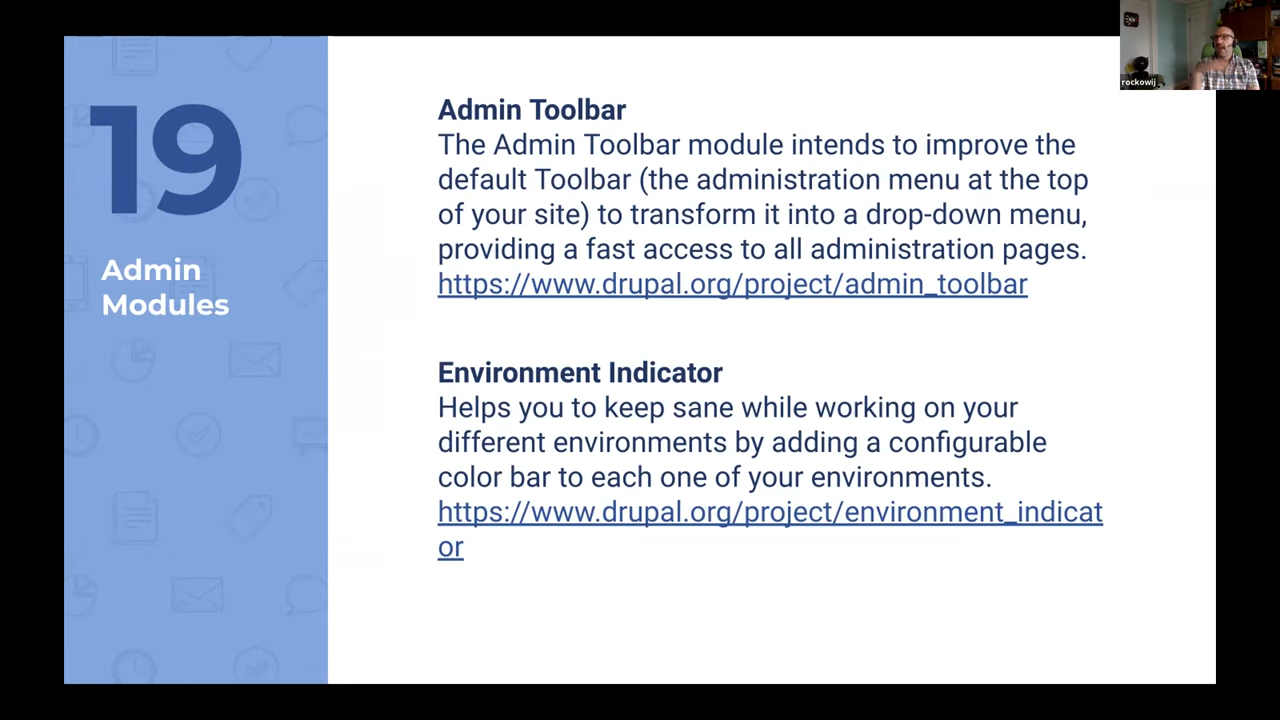 19
Admin
Modules
Admin Toolbar
The Admin Toolbar module intends to improve the
default Toolbar (the administration menu at the top
of your site) to transform it into a drop-down menu,
providing a fast access to all administration pages.
https://www.drupal.org/project/admin_toolbar
Environment Indicator
Helps you to keep sane while working on your
different environments by adding a configurable
color bar to each one of your environments.
https://www.drupal.org/project/environment_indicat
or
rockowij